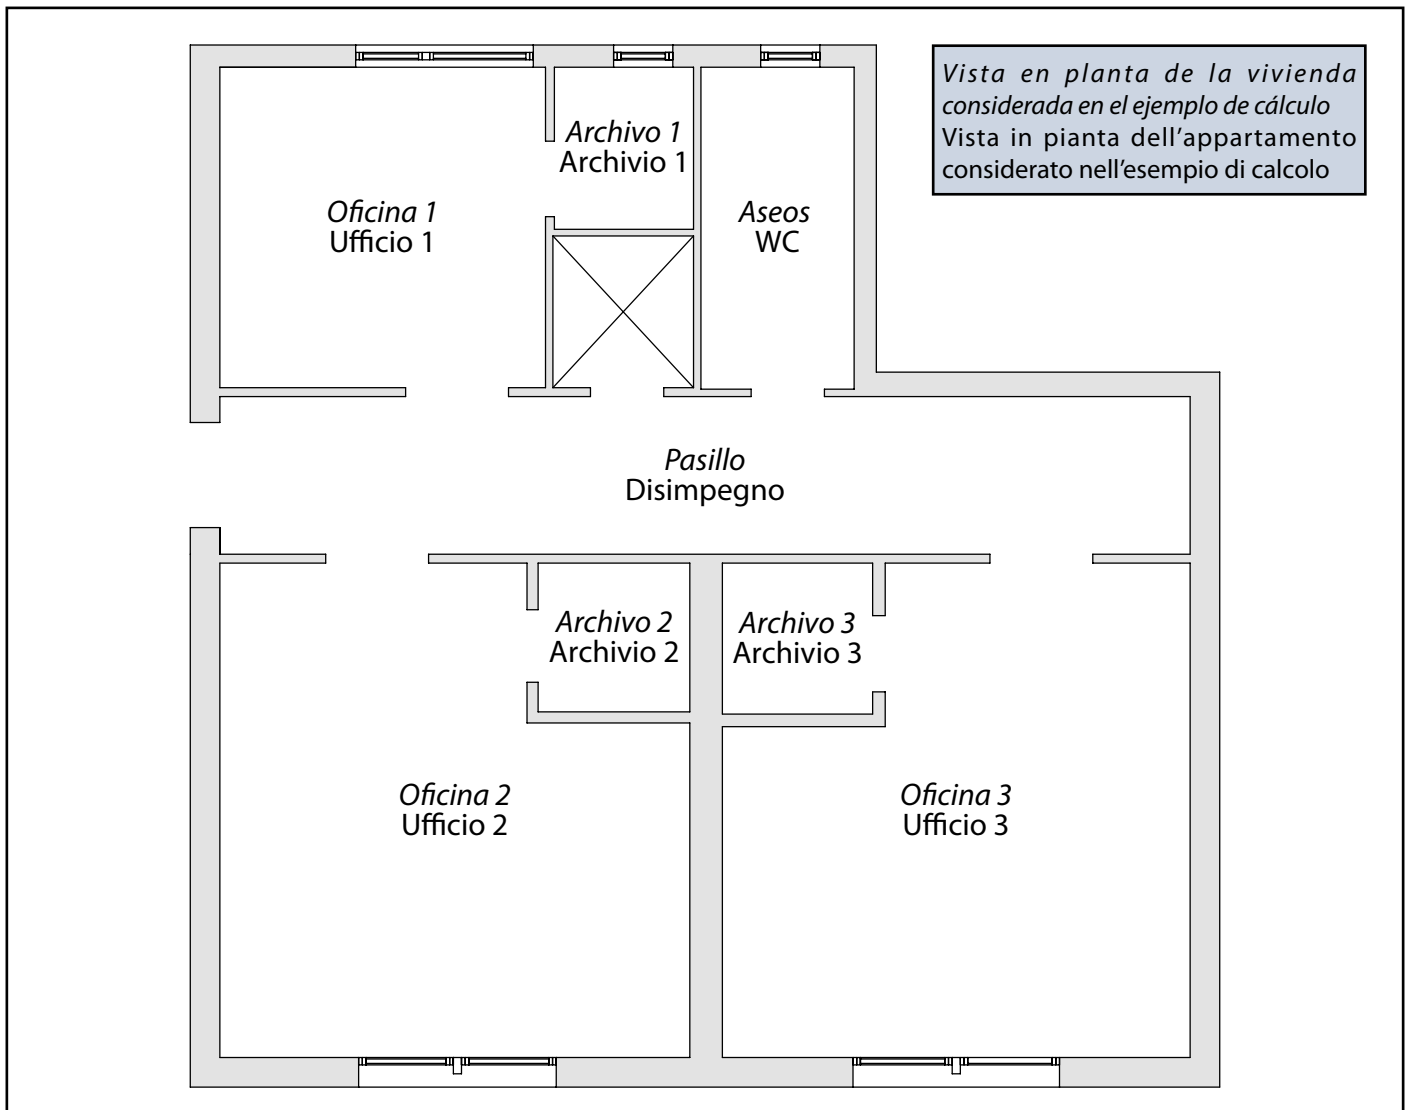 Vista en planta de la vivienda
considerada en el ejemplo de cálculo
Vista in pianta dell'appartamento
considerato nell'esempio di calcolo
Archivo 1
Archivio 1
Oficina 1
Ufficio 1
Aseos
WC
Pasillo
Disimpegno
Archivo 2
Archivio 2
Archivo 3
Archivio 3
Oficina 2
Ufficio 2
Oficina 3
Ufficio 3